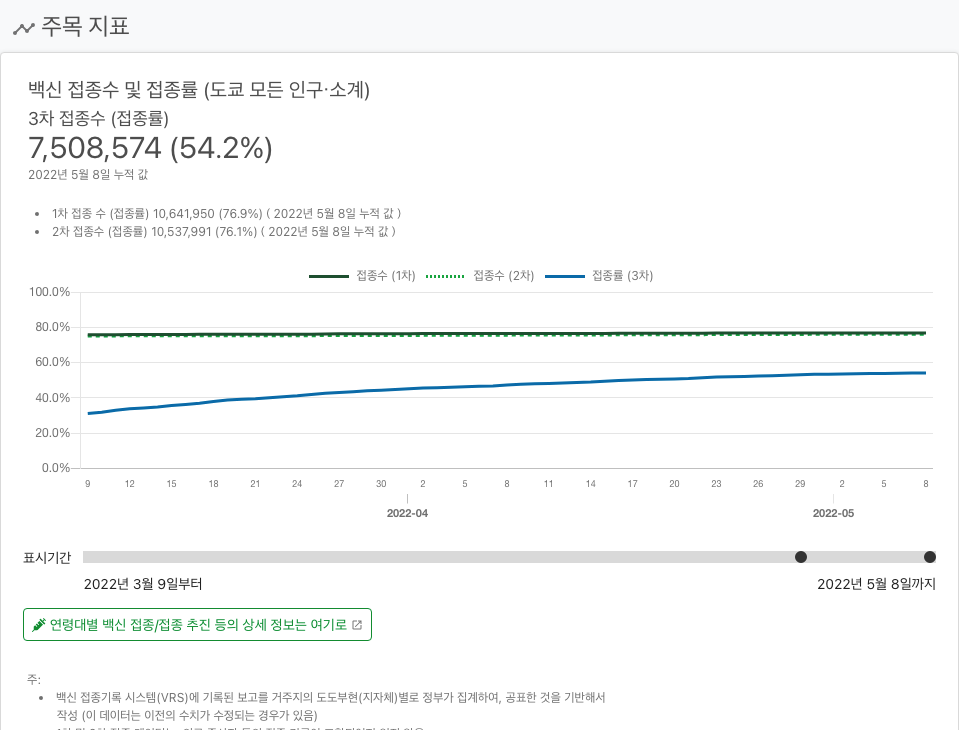 주목 지표
백신 접종수 및 접종률 (도쿄 모든 인구·소계)
3차 접종수 (접종률)
7,508,574 (54.2%)
2022년 5월 8일 누적 값
1차 접종 수 (접종률) 10,641,950 (76.9%) ( 2022년 5월 8일 누적 값 )
2차 접종수 (접종률) 10,537,991 (76.1%) ( 2022년 5월 8일 누적 값 )
접종수 (1차) 접종수 (2차) 접종률 (3차)
100.0%
80.0%
60.0%
40.0%
20.0%
0.0%
9 12 15 18 21 24 27 30 2 5 8 11 14 17 20 23 26 29 2 5 8
2022-04 2022-05
표시기간
2022년 3월 9일부터 2022년 5월 8일까지
연령대별 백신 접종/접종 추진 등의 상세 정보는 여기로
주:
백신 접종기록 시스템(VRS)에 기록된 보고를 거주지의 도도부현(지자체)별로 정부가 집계하여, 공표한 것을 기반해서
작성 (이 데이터는 이전의 수치가 수정되는 경우가 있음)